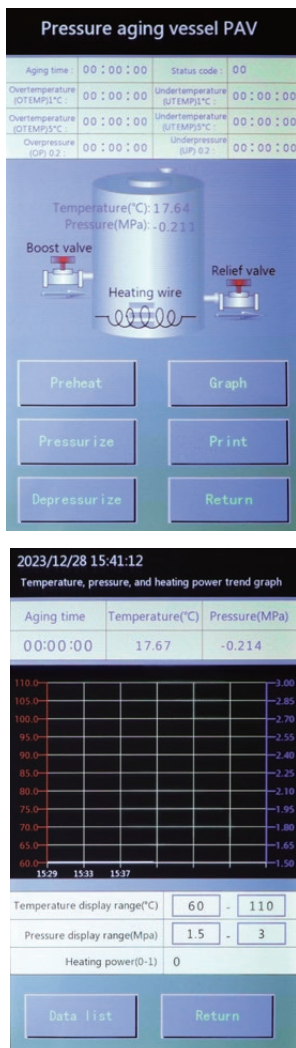 Pressure aging vessel PAV
Aging time : 00:00:00 Status code : 00
Overtemperature (OTEMP)1°C : 00:00:00 Undertemperature (UTEMP)1°C : 00:00:00
Overtemperature (OTEMP)5°C : 00:00:00 Undertemperature (UTEMP)5°C : 00:00:00
Overpressure (OP) 0.2 : 00:00:00 Underpressure (UP) 0.2 : 00:00:00
Temperature(°C): 17.64
Pressure(MPa): -0.211
Boost valve
Relief valve
Heating wire
Preheat Graph
Pressurize Print
Depressurize Return
2023/12/28 15:41:12
Temperature, pressure, and heating power trend graph
Aging time Temperature(°C) Pressure(MPa)
00:00:00 17.67 -0.214
110.0 3.00
105.0 2.85
100.0 2.70
95.0 2.55
90.0 2.40
85.0 2.25
80.0 2.10
75.0 1.95
70.0 1.80
65.0 1.65
60.0 1.50
15:29 15:33 15:37
Temperature display range(°C) 60 - 110
Pressure display range(Mpa) 1.5 - 3
Heating power(0-1) 0
Data list Return